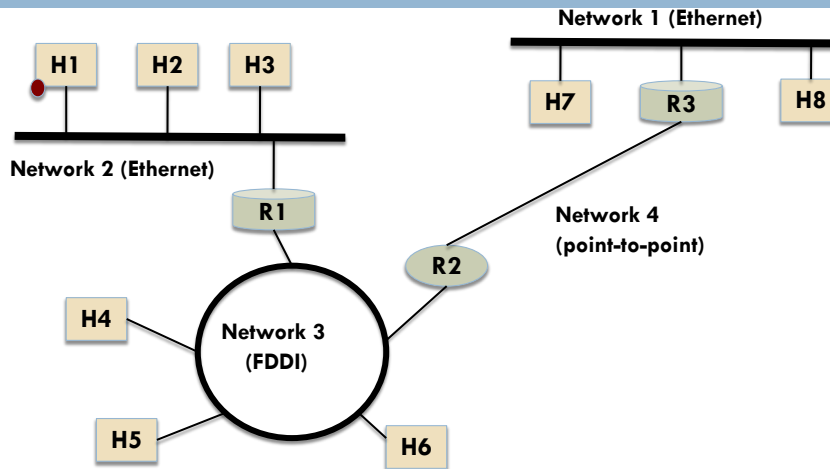 Network 1 (Ethernet)
H1
H2
H3
H7
R3
H8
Network 2 (Ethernet)
R1
Network 4
(point-to-point)
R2
H4
Network 3
(FDDI)
H5
H6